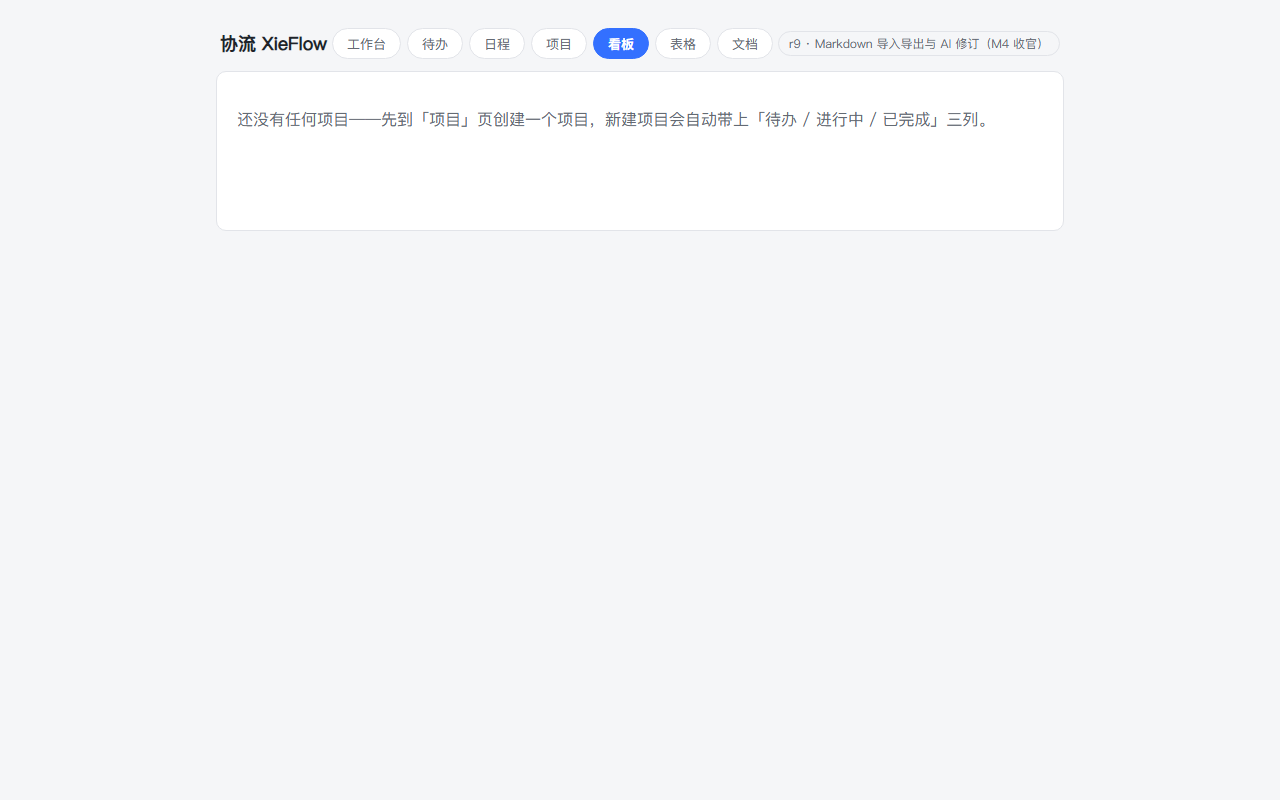 协流 XieFlow 工作台 待办 日程 项目 看板 表格 文档 r9 · Markdown 导入导出与 AI 修订（M4 收官）
还没有任何项目——先到「项目」页创建一个项目，新建项目会自动带上「待办 / 进行中 / 已完成」三列。